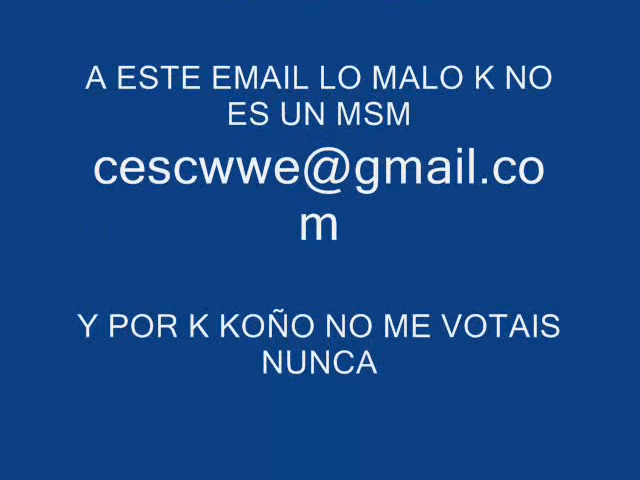 A ESTE EMAIL LO MALO K NO
ES UN MSM
cescwwe@gmail.co
m
Y POR K KOÑO NO ME VOTAIS
NUNCA